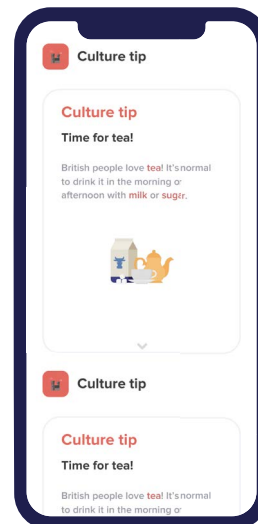 Culture tip
Culture tip
Time for tea!
British people love tea! It's normal
to drink it in the morning or
afternoon with milk or sugar.
Culture tip
Culture tip
Time for tea!
British people love tea! It's normal
to drink it in the morning or